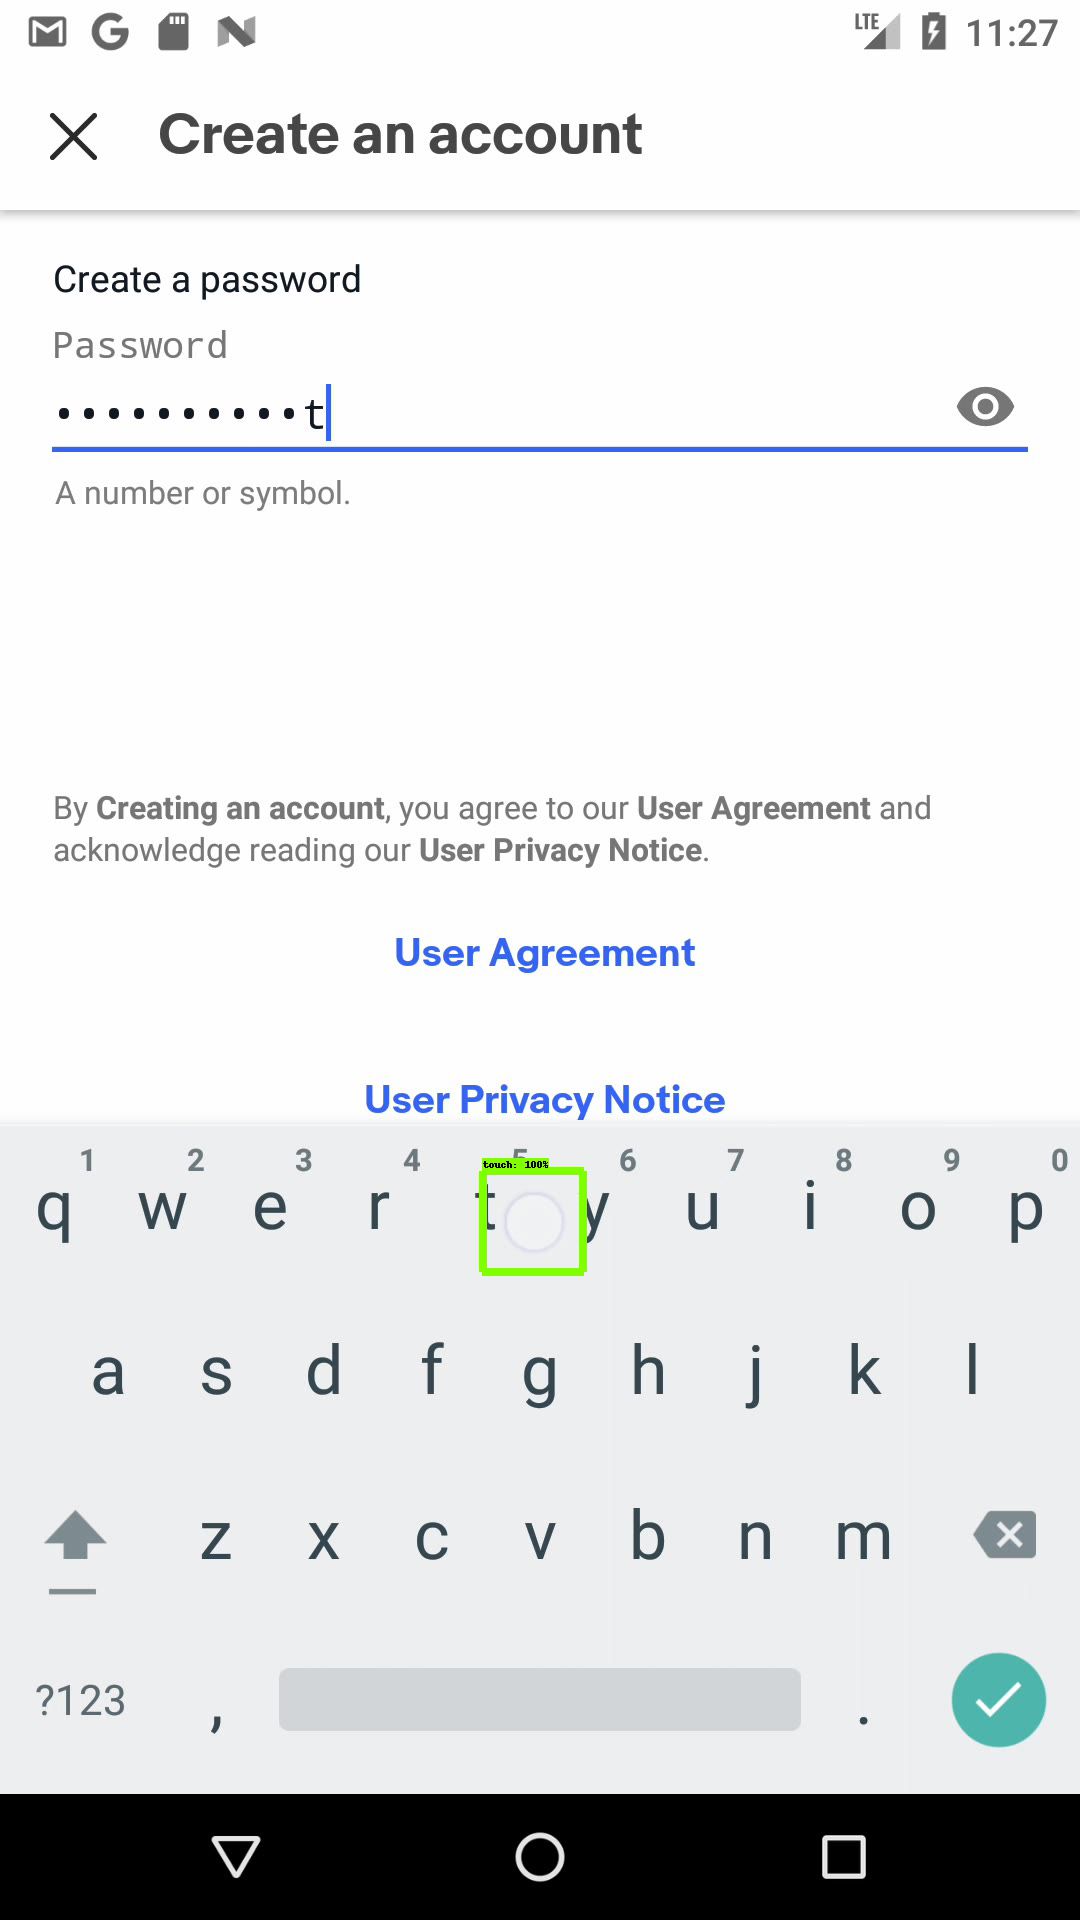 LTE 11:27
Create an account
Create a password
Password
••••••••••t
A number or symbol.
By Creating an account, you agree to our User Agreement and
acknowledge reading our User Privacy Notice.
User Agreement
User Privacy Notice
1 2 3 4 5 6 7 8 9 0
touch: 100%
q w e r t y u i o p
a s d f g h j k l
z x c v b n m
?123 , .